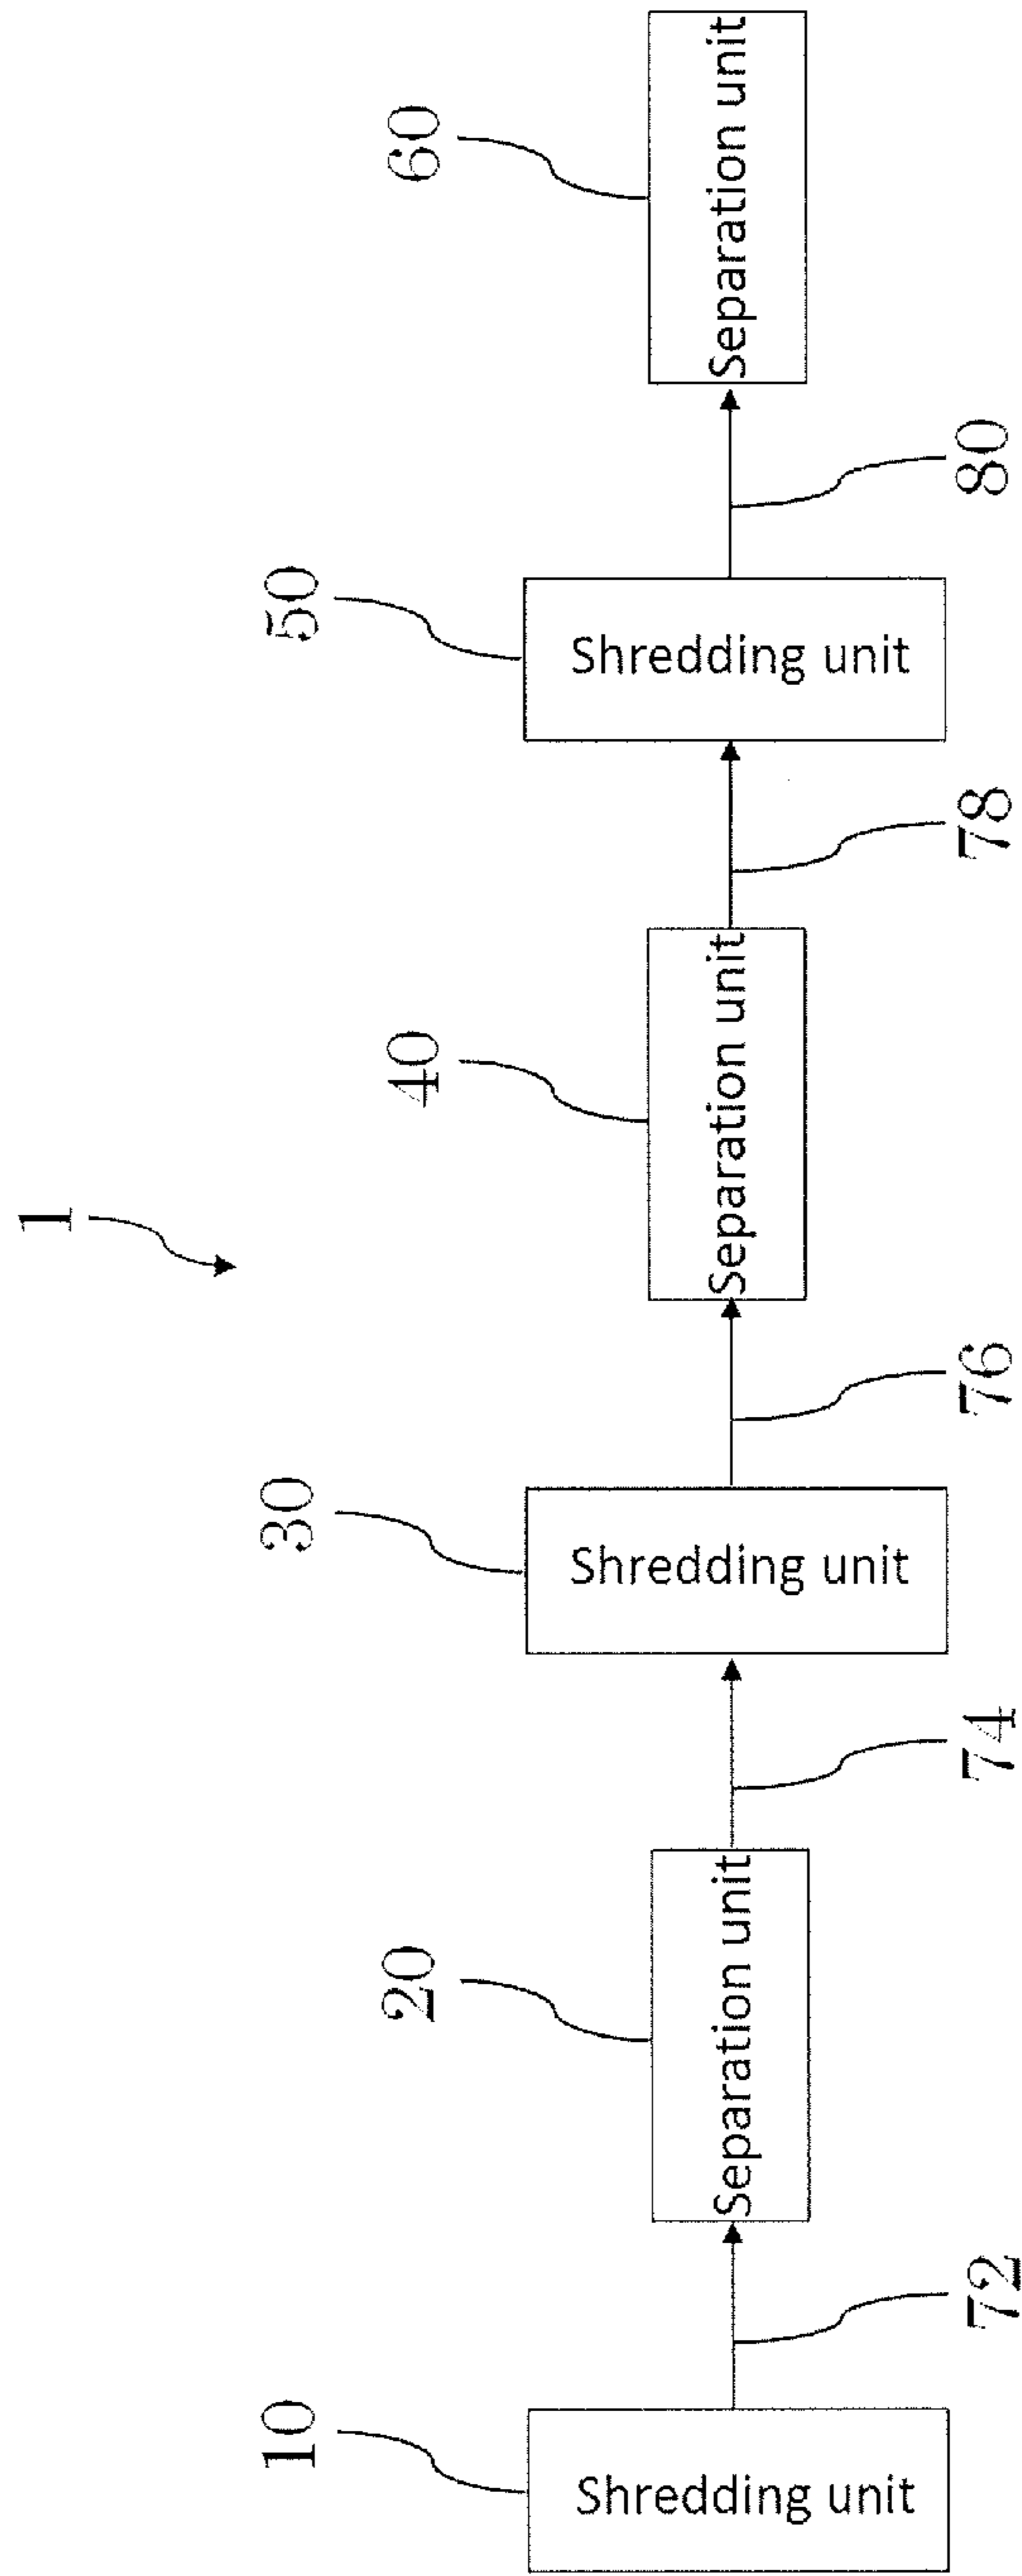 1
10
Shredding unit
72
20
Separation unit
74
30
Shredding unit
76
40
Separation unit
78
50
Shredding unit
80
60
Separation unit